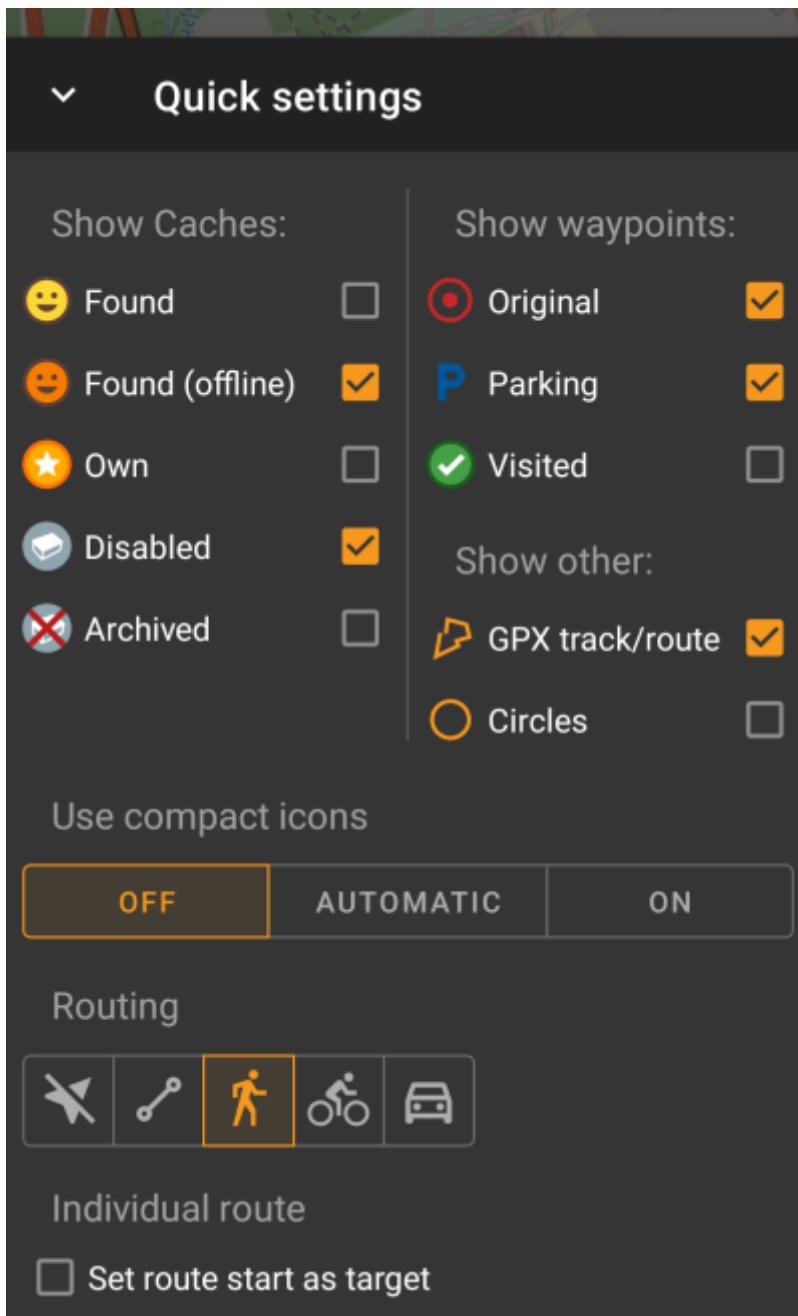 Quick settings
Show Caches:
Found
Found (offline)
Own
Disabled
Archived
Show waypoints:
Original
P Parking
Visited
Show other:
GPX track/route
Circles
Use compact icons
OFF AUTOMATIC ON
Routing
Individual route
Set route start as target